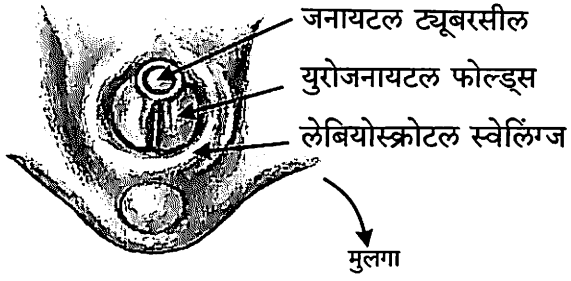 जनायटल ट्यूबरसील
युरोजनायटल फोल्ड्स
लेबियोस्क्रोटल स्वेलिंग्ज
मुलगा